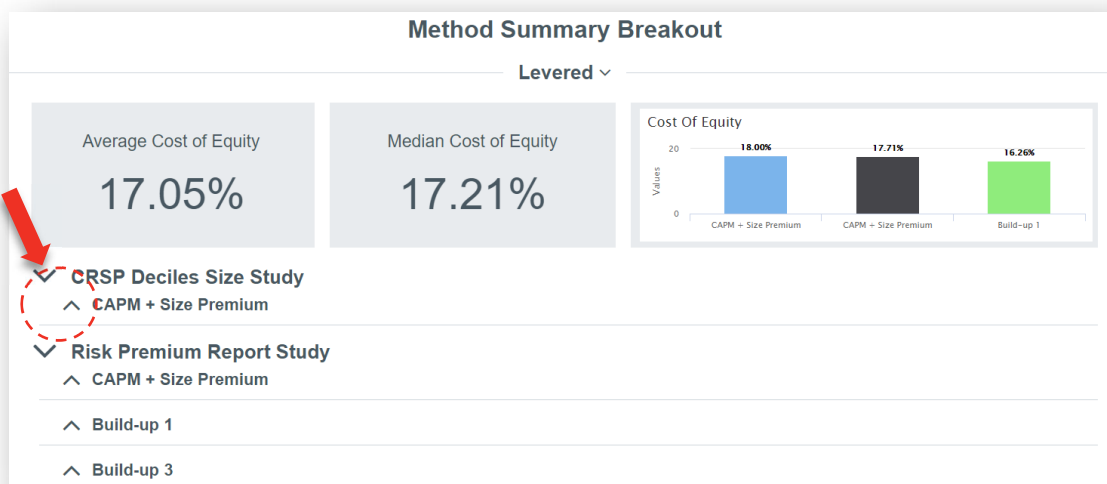 Method Summary Breakout
Levered
Average Cost of Equity
17.05%
Median Cost of Equity
17.21%
Cost Of Equity
Values
20
0
18.00%
17.71%
16.26%
CAPM + Size Premium
CAPM + Size Premium
Build-up 1
CRSP Deciles Size Study
CAPM + Size Premium
Risk Premium Report Study
CAPM + Size Premium
Build-up 1
Build-up 3